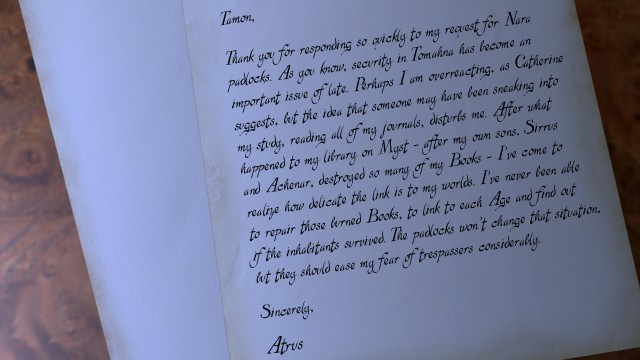 Tamon,
Thank you for responding so quickly to my request for Nara
padlocks. As you know, security in Tomahna has become an
important issue of late. Perhaps I am overreacting, as Catherine
suggests, but the idea that someone may have been sneaking into
my study, reading all of my journals, disturbs me. After what
happened to my library on Myst - after my own sons, Sirrus
and Achenar, destroyed so many of my Books - I've come to
realize how delicate the link is to my worlds. I've never been able
to repair those burned Books, to link to each Age and find out
if the inhabitants survived. The padlocks won't change that situation,
but they should ease my fear of trespassers considerably.
Sincerely,
Atrus